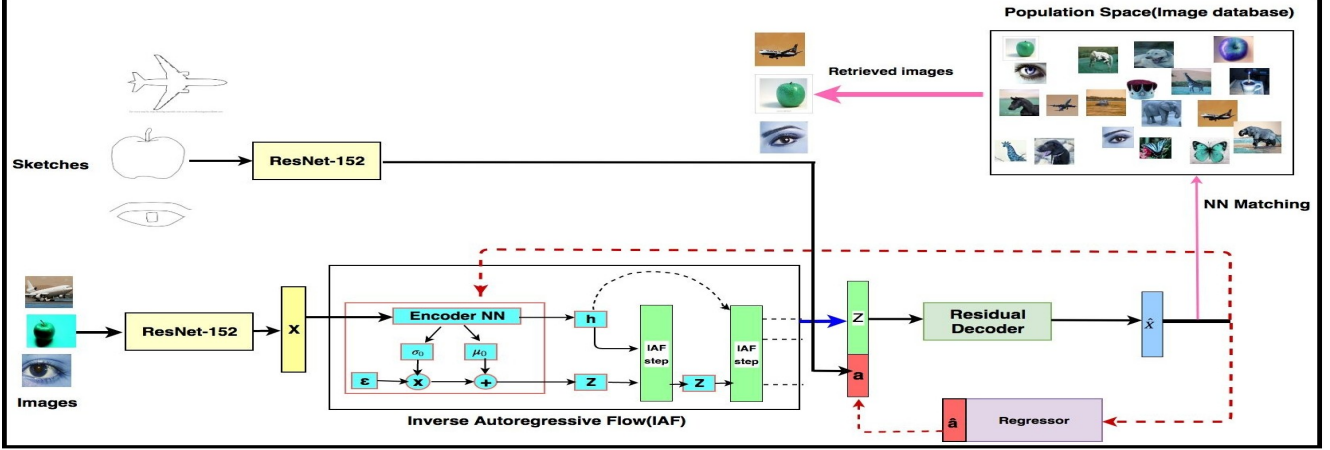 Population Space(Image database)
Retrieved images
Sketches
ResNet-152
NN Matching
Images
ResNet-152
X
Encoder NN
h
σ₀
μ₀
ε
x
+
Z
IAF
step
Z
IAF
step
Inverse Autoregressive Flow(IAF)
Z
a
Residual
Decoder
x̂
â
Regressor